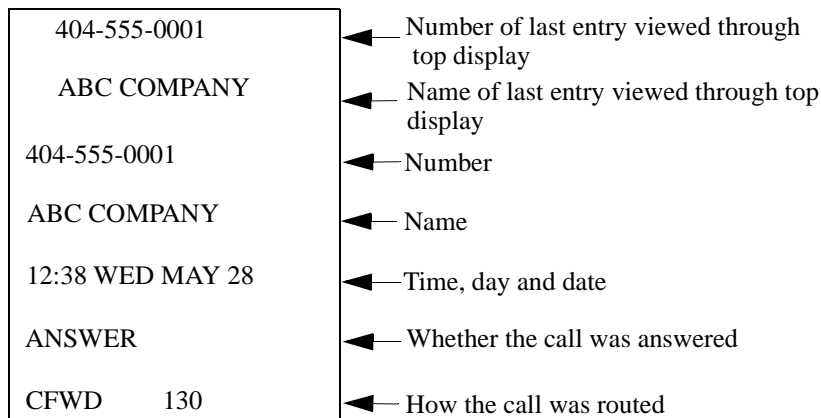 404-555-0001
Number of last entry viewed through
top display
ABC COMPANY
Name of last entry viewed through top
display
404-555-0001
Number
ABC COMPANY
Name
12:38 WED MAY 28
Time, day and date
ANSWER
Whether the call was answered
CFWD 130
How the call was routed